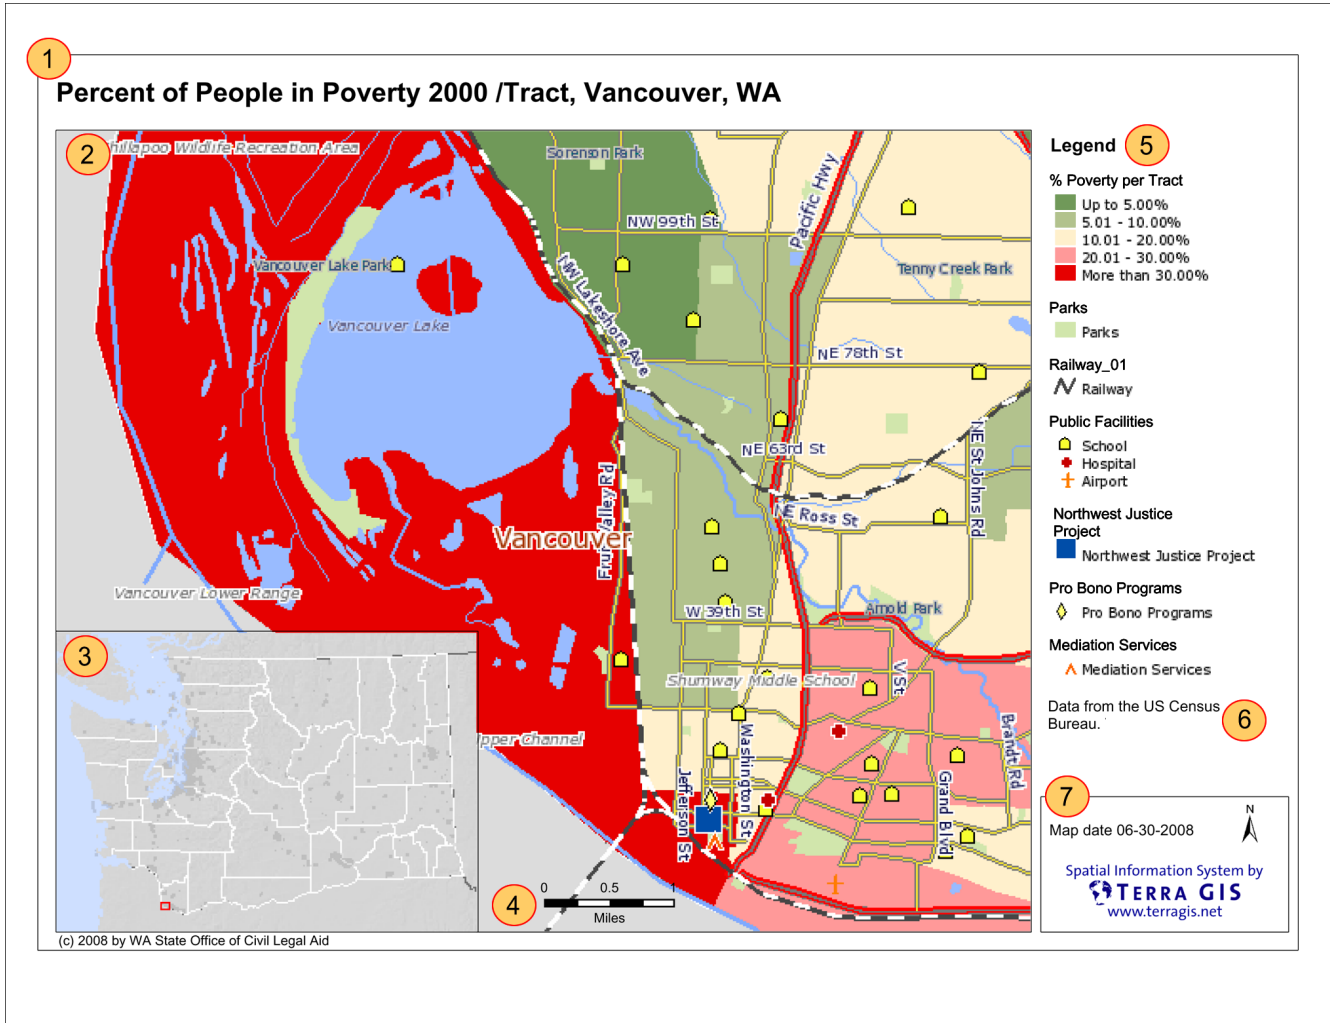 1
Percent of People in Poverty 2000 /Tract, Vancouver, WA
2
hillapoo Wildlife Recreation Area
Sorenson Park
Pacific Hwy
NW 99th St
Vancouver Lake Park
Tenny Creek Park
NW Lakeshore Ave
Vancouver Lake
NE 78th St
NE 63rd St
NE St Johns Rd
Fruit Valley Rd
NE Ross St
Vancouver
Vancouver Lower Range
W 39th St
Arnold Park
3
Shumway Middle School
V St
pper Channel
Washington St
Jefferson St
Grand Blvd
Brandt Rd
4
0 0.5 1
Miles
(c) 2008 by WA State Office of Civil Legal Aid
Legend
5
% Poverty per Tract
Up to 5.00%
5.01 - 10.00%
10.01 - 20.00%
20.01 - 30.00%
More than 30.00%
Parks
Parks
Railway_01
Railway
Public Facilities
School
Hospital
Airport
Northwest Justice
Project
Northwest Justice Project
Pro Bono Programs
Pro Bono Programs
Mediation Services
Mediation Services
Data from the US Census
Bureau.
6
7
Map date 06-30-2008
N
Spatial Information System by
TERRA GIS
www.terragis.net